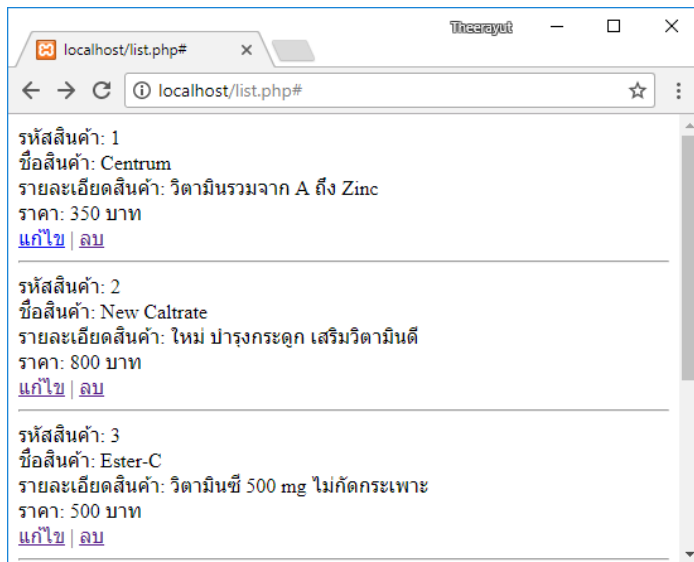 Theerayut
localhost/list.php#
localhost/list.php#
รหัสสินค้า: 1
ชื่อสินค้า: Centrum
รายละเอียดสินค้า: วิตามินรวมจาก A ถึง Zinc
ราคา: 350 บาท
แก้ไข | ลบ
รหัสสินค้า: 2
ชื่อสินค้า: New Caltrate
รายละเอียดสินค้า: ใหม่ บำรุงกระดูก เสริมวิตามินดี
ราคา: 800 บาท
แก้ไข | ลบ
รหัสสินค้า: 3
ชื่อสินค้า: Ester-C
รายละเอียดสินค้า: วิตามินซี 500 mg ไม่กัดกระเพาะ
ราคา: 500 บาท
แก้ไข | ลบ